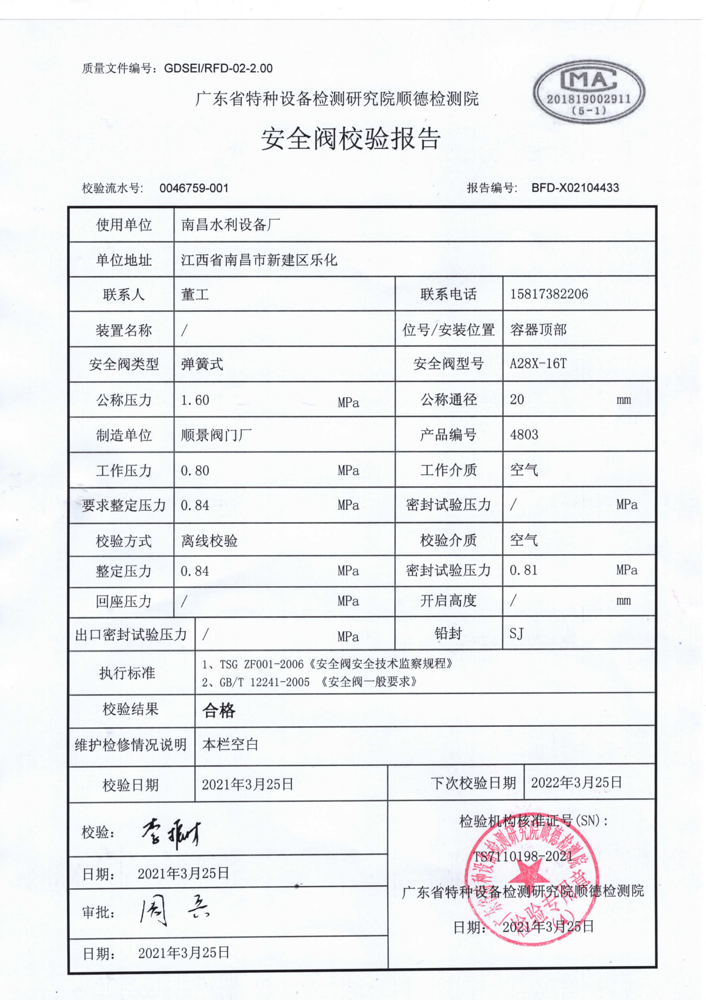 质量文件编号：GDSEI/RFD-02-2.00
CMA
201819002911
(5-1)
广东省特种设备检测研究院顺德检测院
安全阀校验报告
校验流水号: 0046759-001 报告编号: BFD-X02104433
使用单位 南昌水利设备厂
单位地址 江西省南昌市新建区乐化
联系人 董工 联系电话 15817382206
装置名称 / 位号/安装位置 容器顶部
安全阀类型 弹簧式 安全阀型号 A28X-16T
公称压力 1.60 MPa 公称通径 20 mm
制造单位 顺景阀门厂 产品编号 4803
工作压力 0.80 MPa 工作介质 空气
要求整定压力 0.84 MPa 密封试验压力 / MPa
校验方式 离线校验 校验介质 空气
整定压力 0.84 MPa 密封试验压力 0.81 MPa
回座压力 / MPa 开启高度 / mm
出口密封试验压力 / MPa 铅封 SJ
执行标准 1、TSG ZF001-2006《安全阀安全技术监察规程》
2、GB/T 12241-2005 《安全阀一般要求》
校验结果 合格
维护检修情况说明 本栏空白
校验日期 2021年3月25日 下次校验日期 2022年3月25日
校验: 李振才
日期: 2021年3月25日
审批: 周兵
日期: 2021年3月25日
检验机构核准证号(SN):
TS7110198-2021
广东省特种设备检测研究院顺德检测院
日期: 2021年3月25日
广东省特种设备检测研究院顺德检测院
检验专用章
(4)